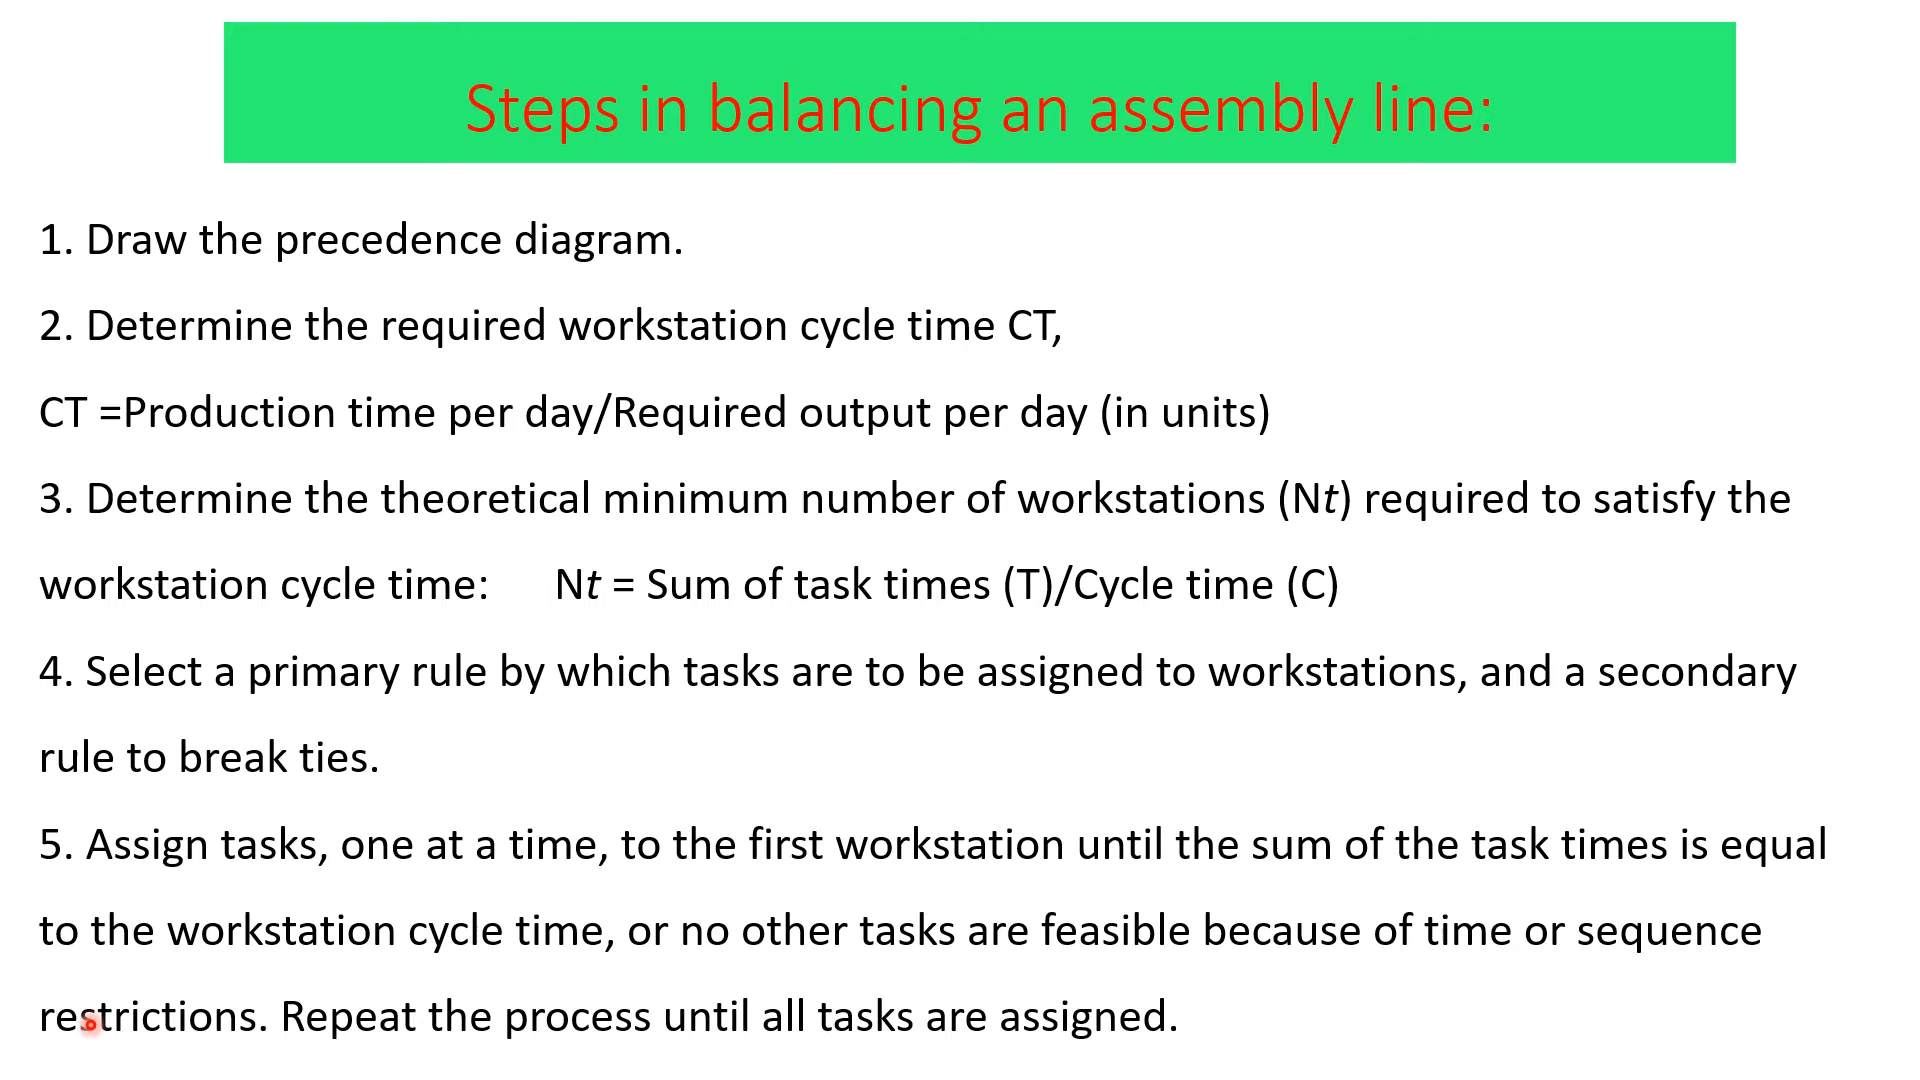 Steps in balancing an assembly line:
1. Draw the precedence diagram.
2. Determine the required workstation cycle time CT,
CT =Production time per day/Required output per day (in units)
3. Determine the theoretical minimum number of workstations (Nt) required to satisfy the
workstation cycle time: Nt = Sum of task times (T)/Cycle time (C)
4. Select a primary rule by which tasks are to be assigned to workstations, and a secondary
rule to break ties.
5. Assign tasks, one at a time, to the first workstation until the sum of the task times is equal
to the workstation cycle time, or no other tasks are feasible because of time or sequence
restrictions. Repeat the process until all tasks are assigned.